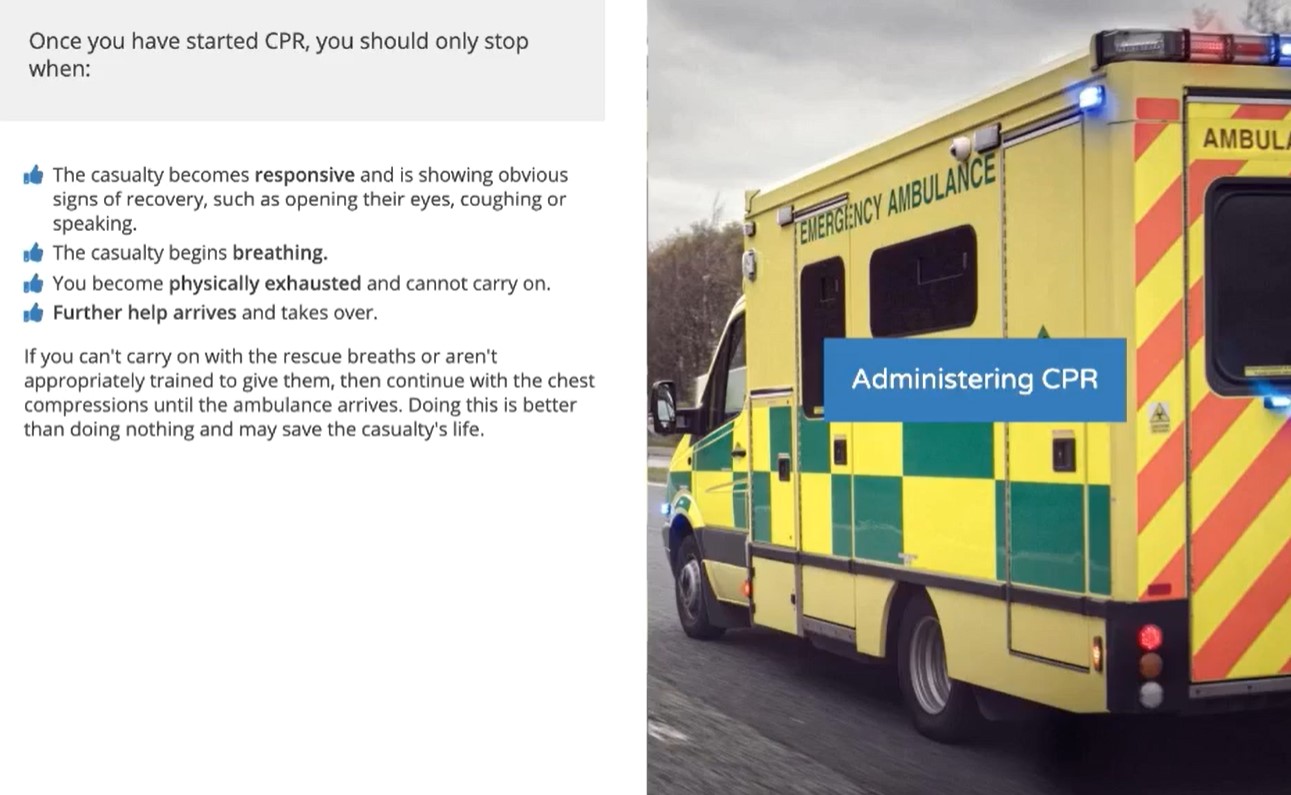 Once you have started CPR, you should only stop
when:
The casualty becomes responsive and is showing obvious
signs of recovery, such as opening their eyes, coughing or
speaking.
The casualty begins breathing.
You become physically exhausted and cannot carry on.
Further help arrives and takes over.
If you can't carry on with the rescue breaths or aren't
appropriately trained to give them, then continue with the chest
compressions until the ambulance arrives. Doing this is better
than doing nothing and may save the casualty's life.
EMERGENCY AMBULANCE
AMBULA
Administering CPR